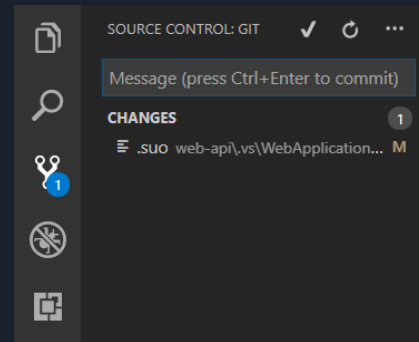 SOURCE CONTROL: GIT
Message (press Ctrl+Enter to commit)
CHANGES 1
.suo web-api\.vs\WebApplication... M
1